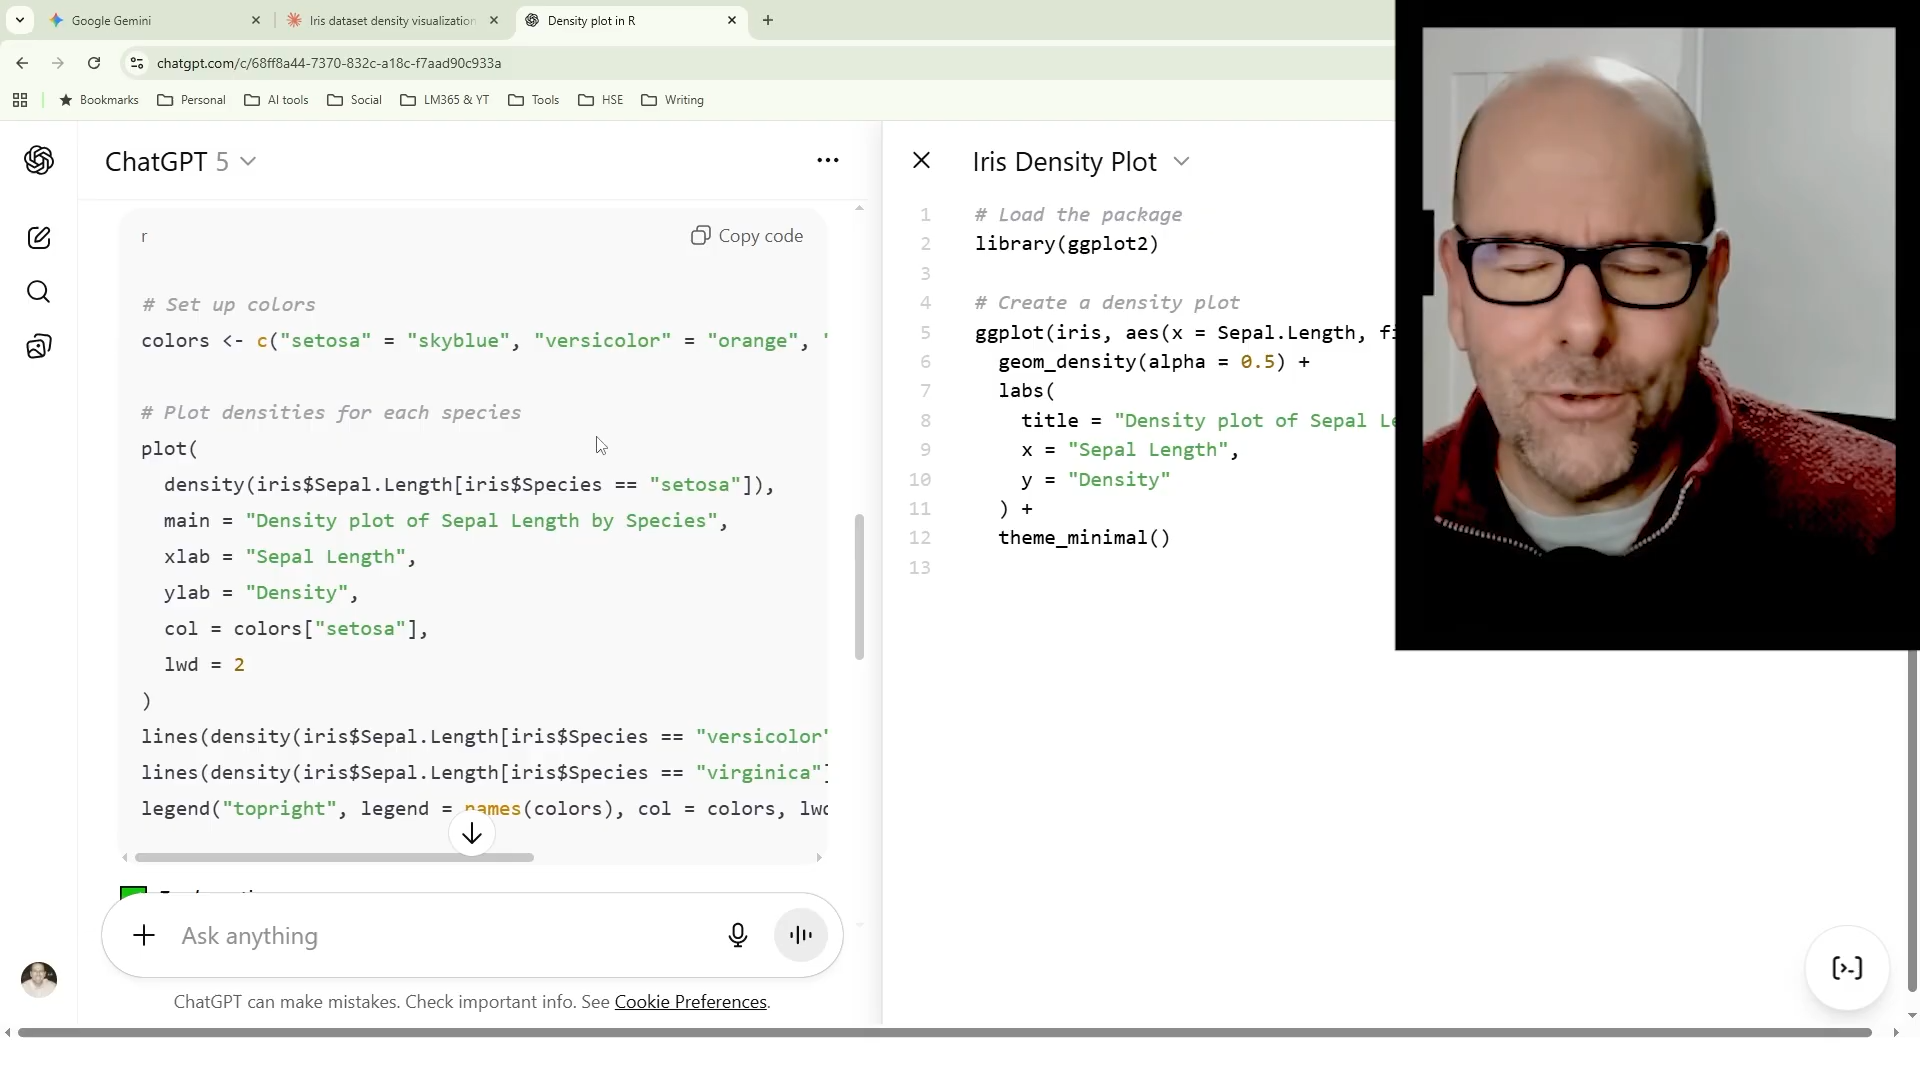 Google Gemini
Iris dataset density visualization
Density plot in R
chatgpt.com/c/68ff8a44-7370-832c-a18c-f7aad90c933a
Bookmarks
Personal
AI tools
Social
LM365 & YT
Tools
HSE
Writing
ChatGPT 5
r
Copy code
# Set up colors
colors <- c("setosa" = "skyblue", "versicolor" = "orange", "
# Plot densities for each species
plot(
density(iris$Sepal.Length[iris$Species == "setosa"]),
main = "Density plot of Sepal Length by Species",
xlab = "Sepal Length",
ylab = "Density",
col = colors["setosa"],
lwd = 2
)
lines(density(iris$Sepal.Length[iris$Species == "versicolor"
lines(density(iris$Sepal.Length[iris$Species == "virginica"]
legend("topright", legend = names(colors), col = colors, lwd
Ask anything
ChatGPT can make mistakes. Check important info. See Cookie Preferences.
Iris Density Plot
1 # Load the package
2 library(ggplot2)
3
4 # Create a density plot
5 ggplot(iris, aes(x = Sepal.Length, fi
6 geom_density(alpha = 0.5) +
7 labs(
8 title = "Density plot of Sepal Le
9 x = "Sepal Length",
10 y = "Density"
11 ) +
12 theme_minimal()
13